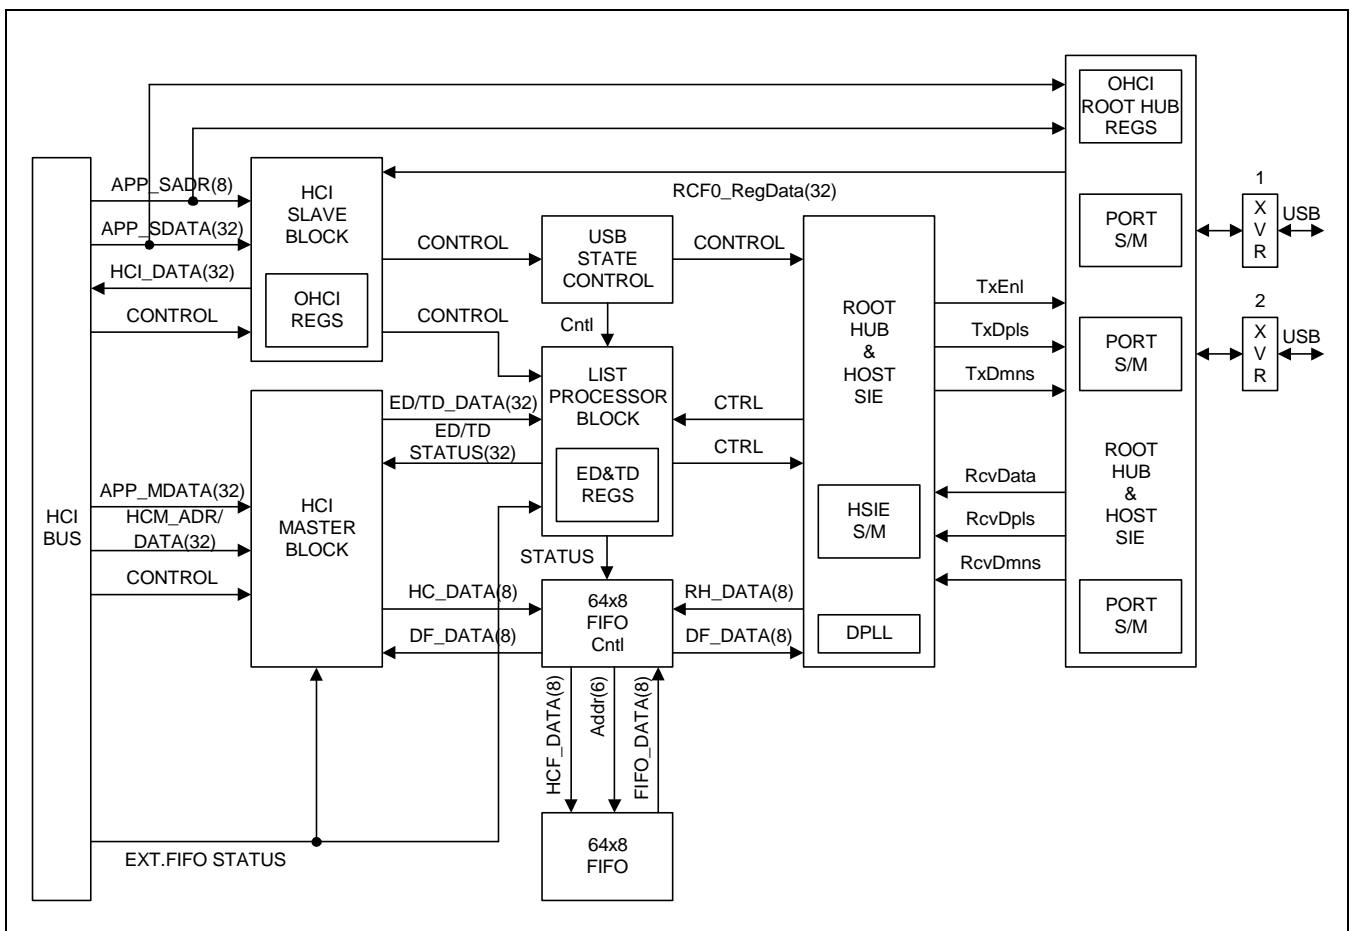 OHCI
ROOT HUB
REGS
APP_SADR(8)
HCI
SLAVE
BLOCK
RCF0_RegData(32)
1
X
V
R
USB
PORT
S/M
APP_SDATA(32)
CONTROL
USB
STATE
CONTROL
CONTROL
HCI_DATA(32)
OHCI
REGS
CONTROL
CONTROL
Cntl
ROOT
HUB
&
HOST
SIE
TxEnl
TxDpls
TxDmns
PORT
S/M
2
X
V
R
USB
LIST
PROCESSOR
BLOCK
ED/TD_DATA(32)
ED/TD
STATUS(32)
CTRL
CTRL
ED&TD
REGS
HCI
BUS
APP_MDATA(32)
HCM_ADR/
DATA(32)
CONTROL
HCI
MASTER
BLOCK
HSIE
S/M
RcvData
RcvDpls
RcvDmns
ROOT
HUB
&
HOST
SIE
STATUS
HC_DATA(8)
DF_DATA(8)
64x8
FIFO
Cntl
RH_DATA(8)
DF_DATA(8)
DPLL
PORT
S/M
HCF_DATA(8)
Addr(6)
FIFO_DATA(8)
64x8
FIFO
EXT.FIFO STATUS